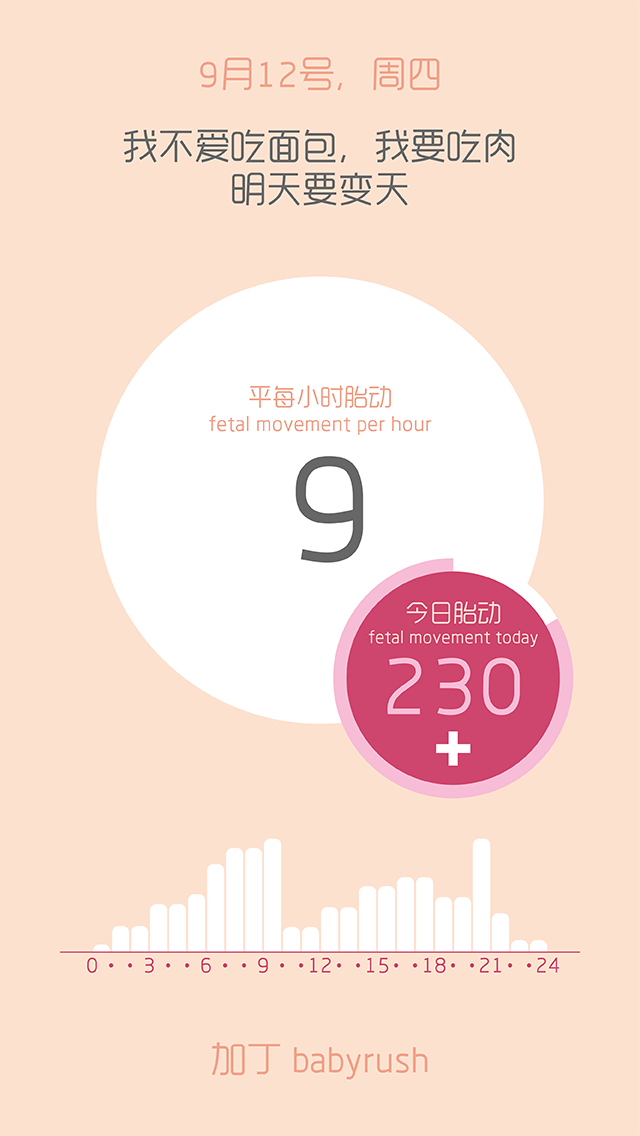 9月12号，周四
我不爱吃面包，我要吃肉
明天要变天
平每小时胎动
fetal movement per hour
9
今日胎动
fetal movement today
230
+
0 · · 3 · · 6 · · 9 · · 12 · · 15 · · 18 · · 21 · · 24
加丁 babyrush